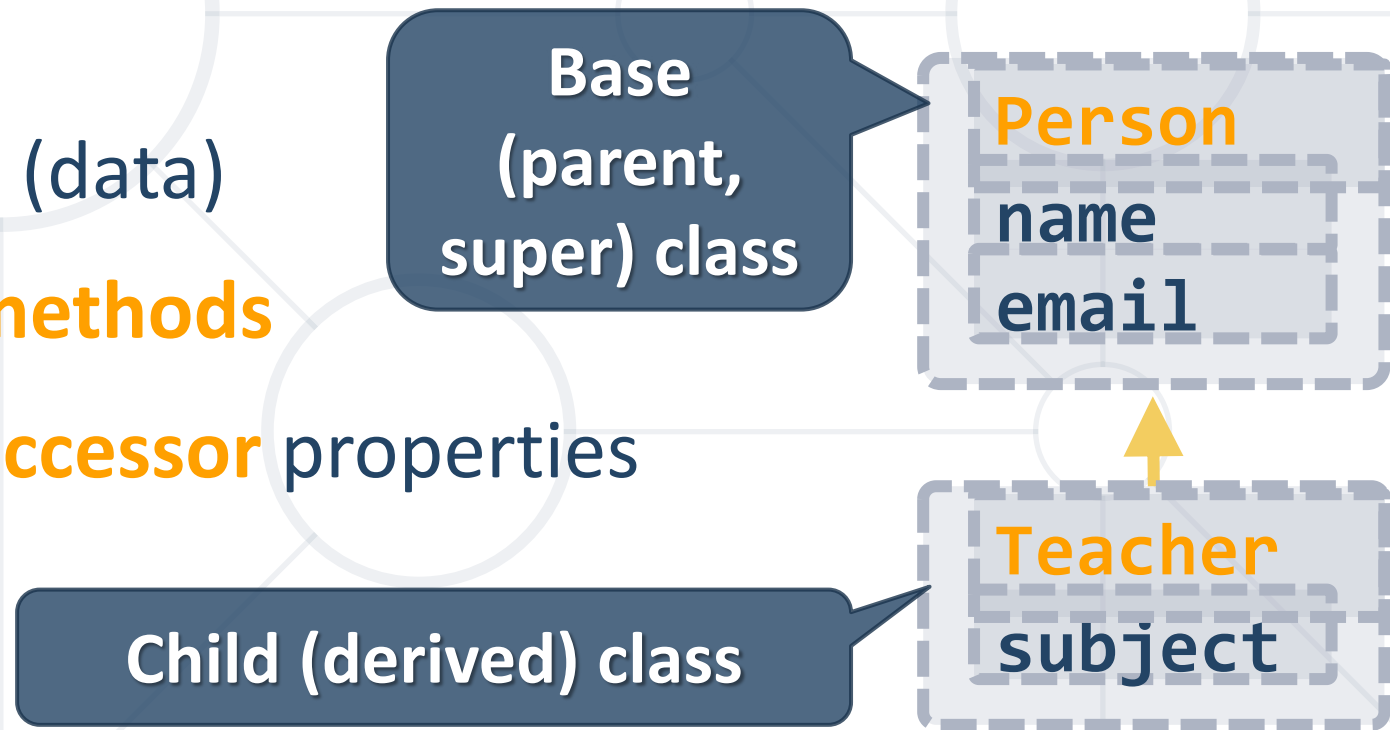 (data)
methods
ccessor properties
Base
(parent,
super) class
Person
name
email
Child (derived) class
Teacher
subject